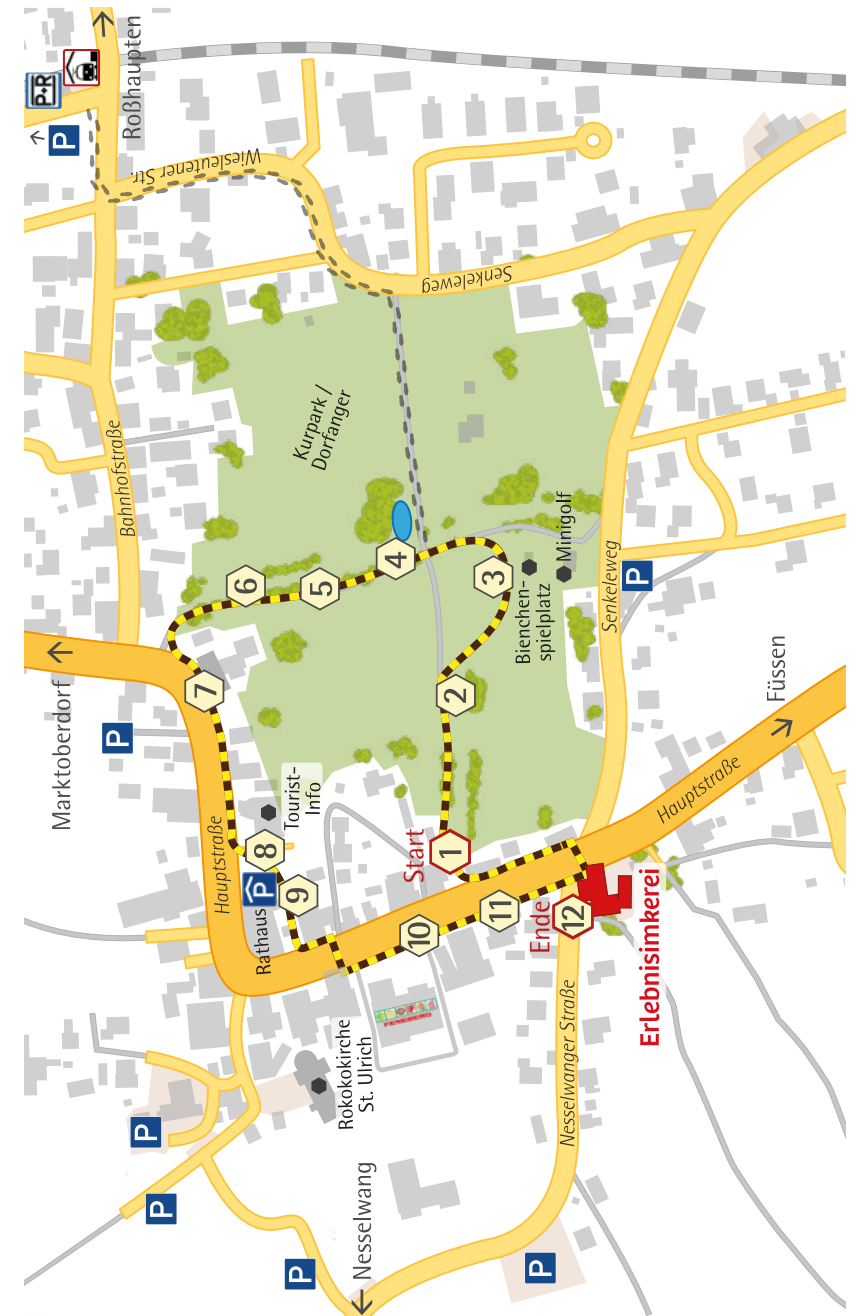 P+R
Marktoberdorf
P
P
Bahnhofstraße
Roßhaupten
P
P
Wiesleutener Str.
7
Hauptstraße
6
Rathaus
P
8
Tourist-
Info
9
P
Kurpark /
Dorfanger
5
Rokokokirche
St. Ulrich
Nesselwang
4
FENEBERG
Start
10
1
2
Senkeleweg
3
11
Bienchen-
spielplatz
Ende
P
Minigolf
Nesselwanger Straße
12
Senkeleweg
P
Erlebnisimkerei
Hauptstraße
Füssen